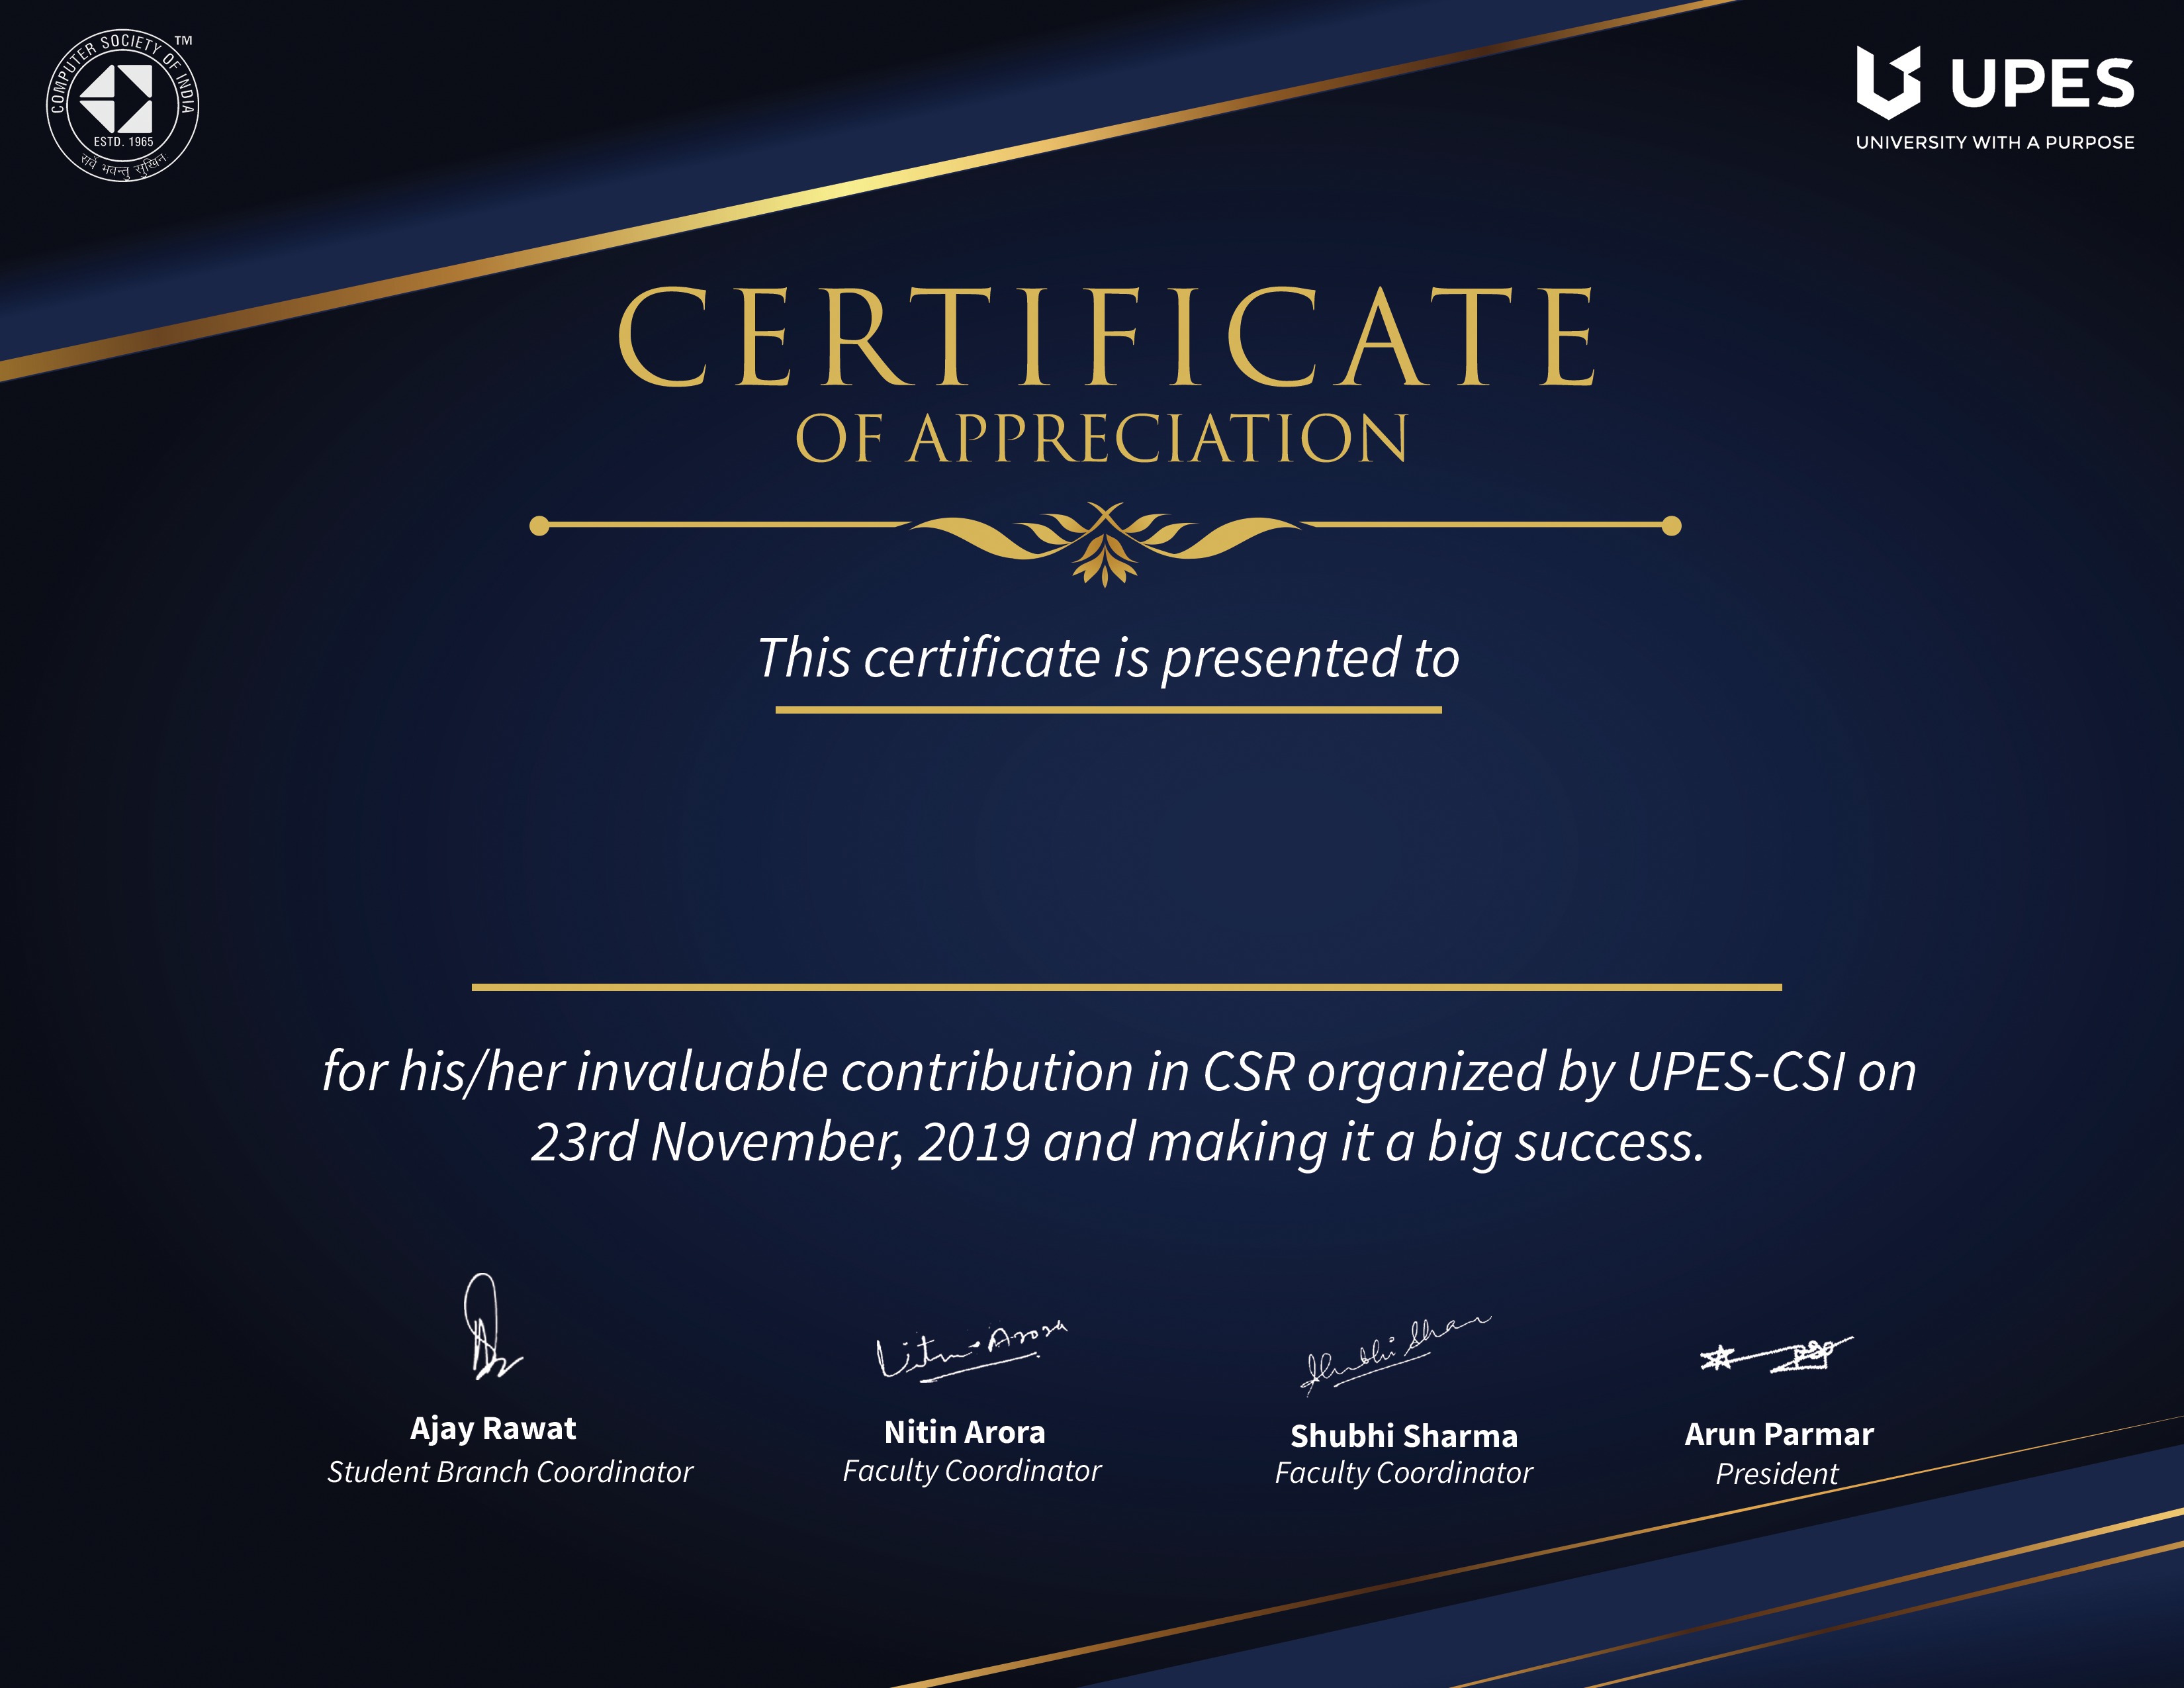 COMPUTER SOCIETY OF INDIA
TM
ESTD. 1965
सर्वे भवन्तु सुखिन
UPES
UNIVERSITY WITH A PURPOSE
CERTIFICATE
OF APPRECIATION
This certificate is presented to
for his/her invaluable contribution in CSR organized by UPES-CSI on
23rd November, 2019 and making it a big success.
Nitin Arora
Shubhi Sharma
Ajay Rawat
Student Branch Coordinator
Nitin Arora
Faculty Coordinator
Shubhi Sharma
Faculty Coordinator
Arun Parmar
President